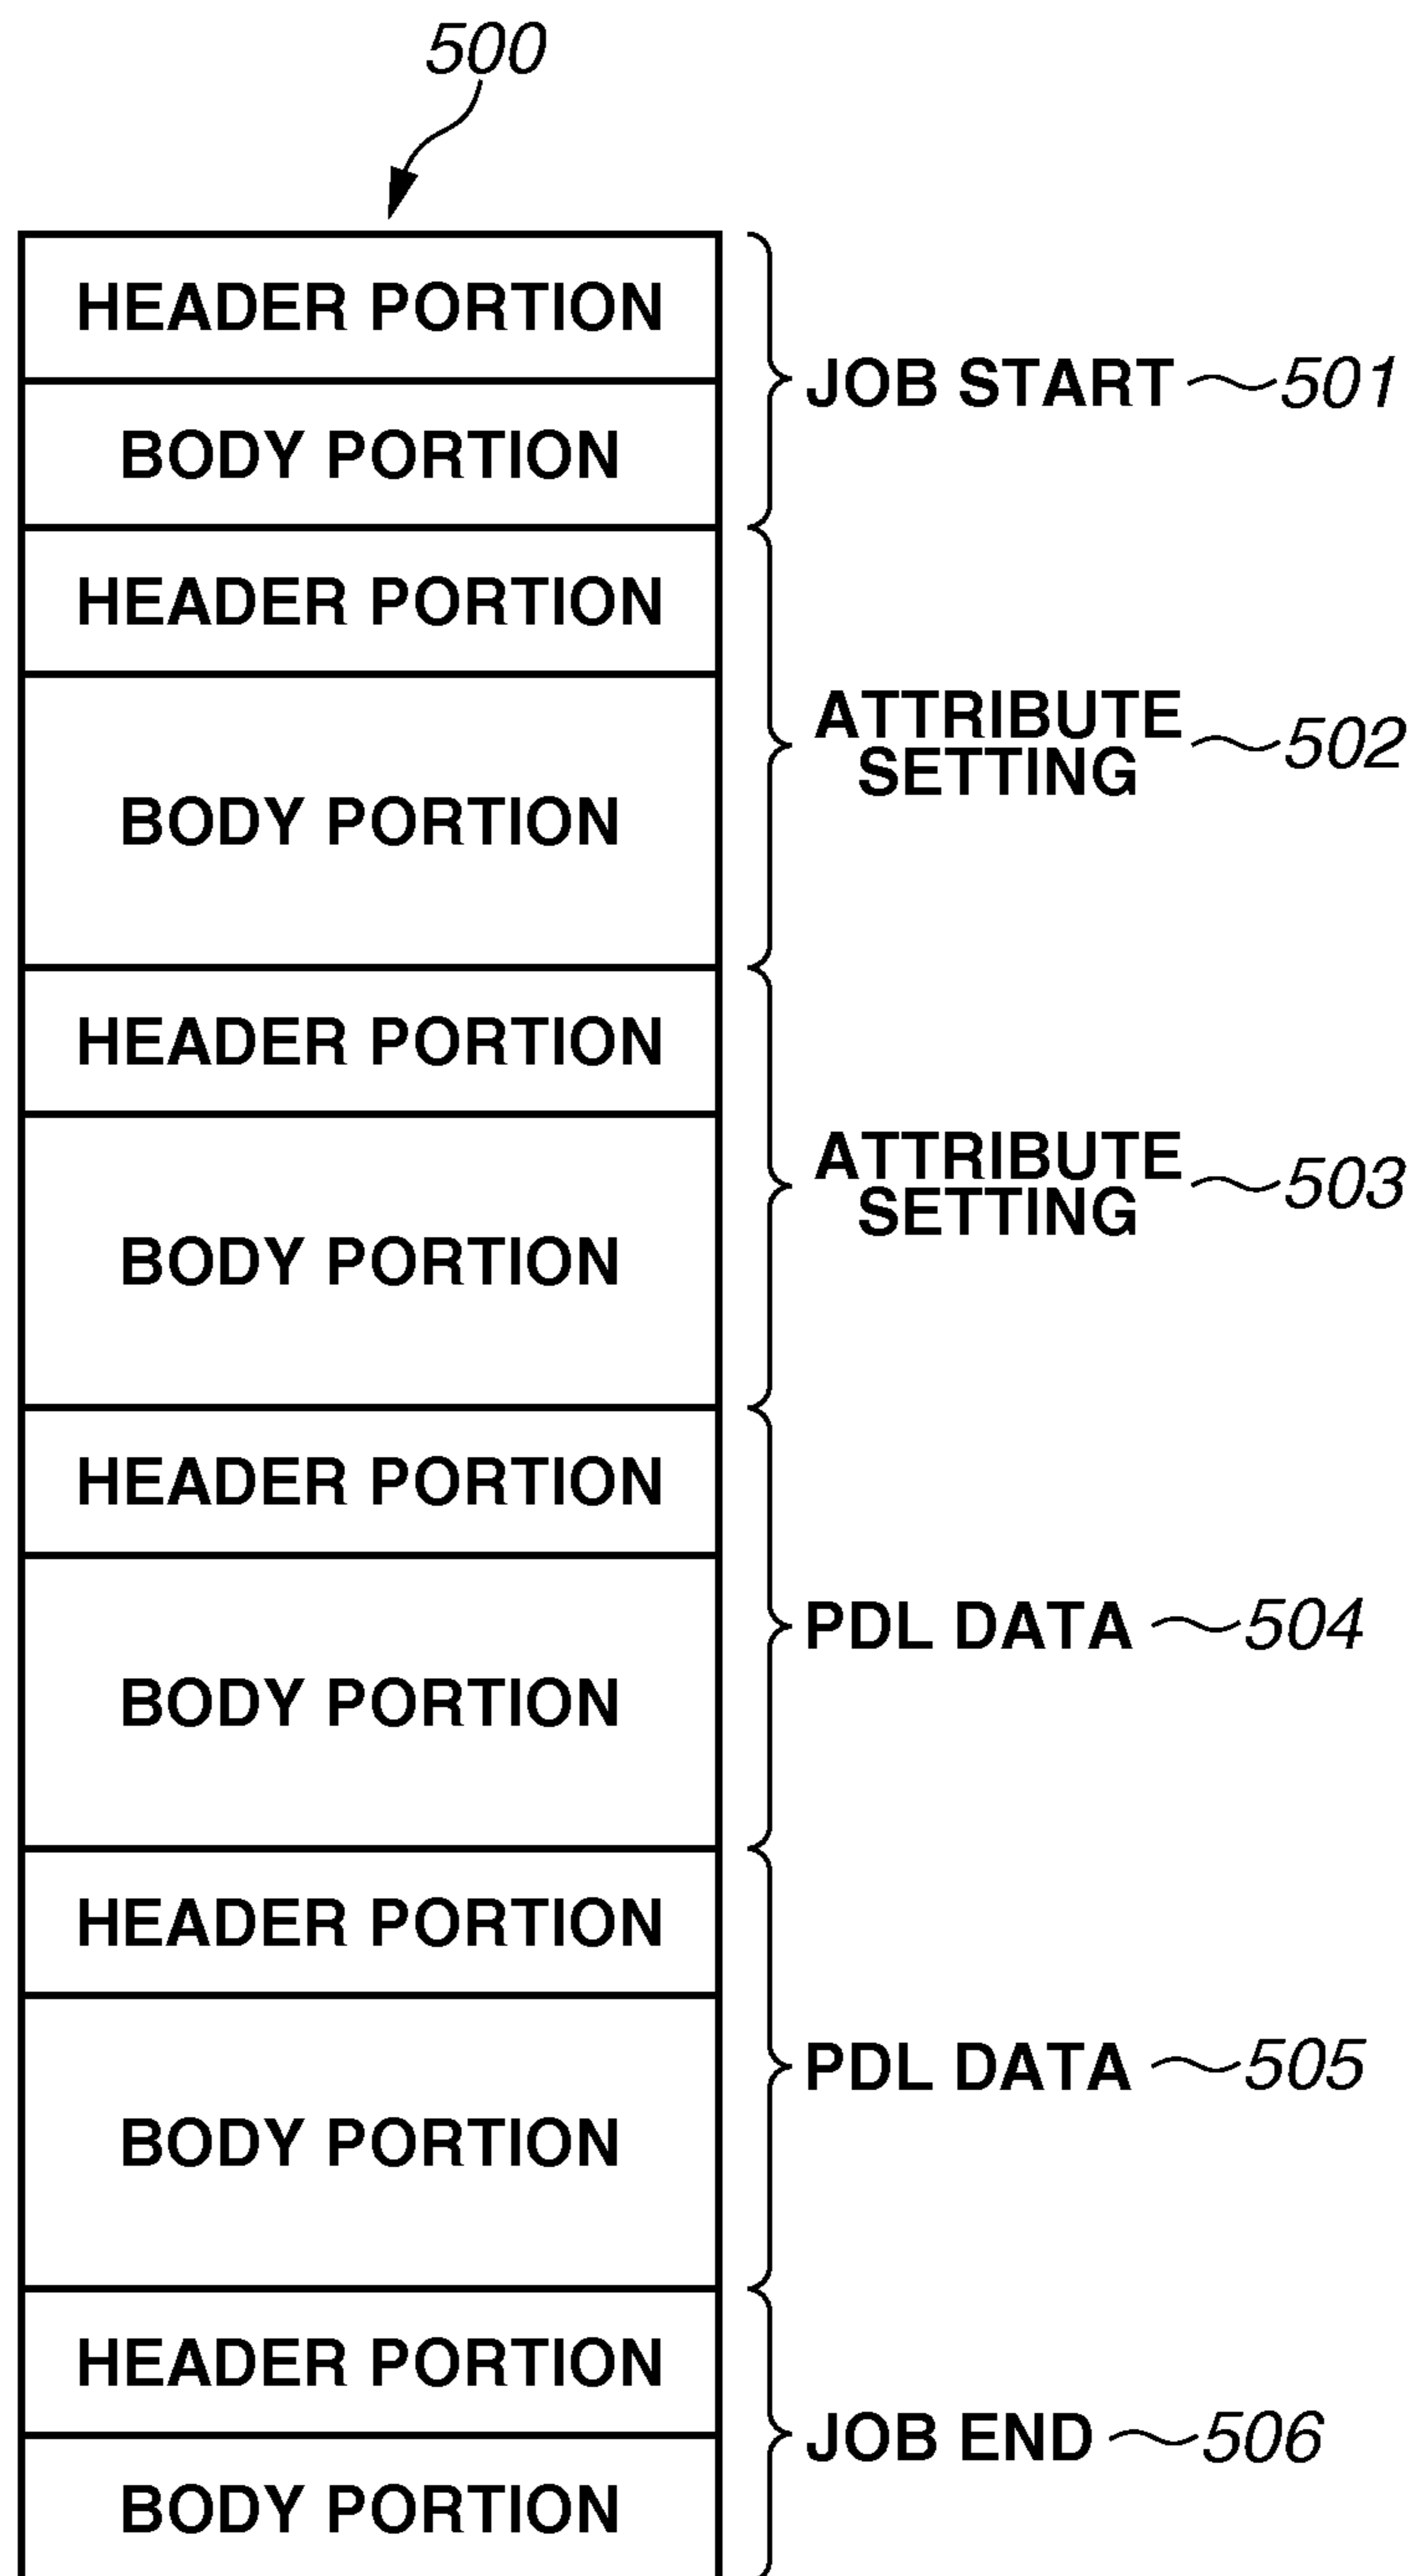 500
HEADER PORTION
BODY PORTION
JOB START 501
HEADER PORTION
BODY PORTION
ATTRIBUTE
SETTING 502
HEADER PORTION
BODY PORTION
ATTRIBUTE
SETTING 503
HEADER PORTION
BODY PORTION
PDL DATA 504
HEADER PORTION
BODY PORTION
PDL DATA 505
HEADER PORTION
BODY PORTION
JOB END 506